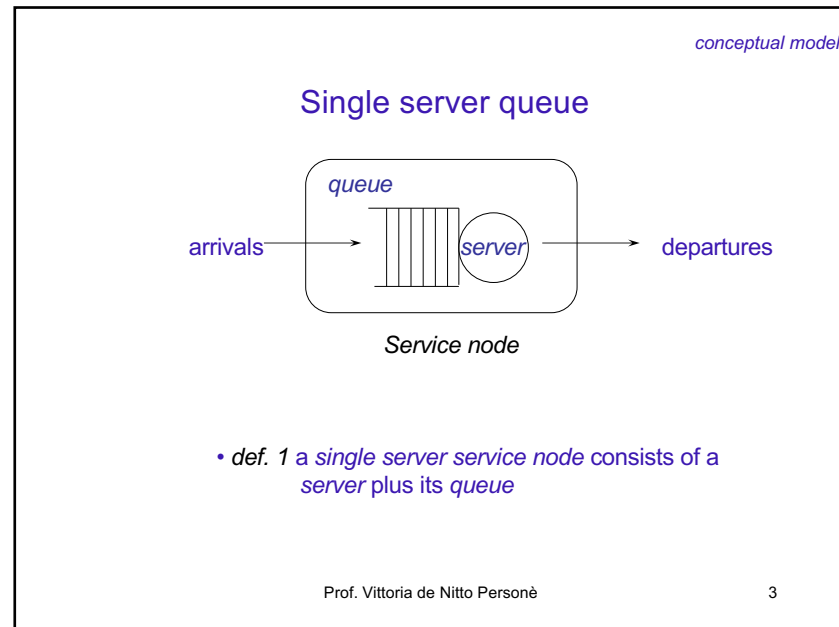 conceptual model
Single server queue
queue
arrivals
server
departures
Service node
• def. 1 a single server service node consists of a
server plus its queue
Prof. Vittoria de Nitto Personè
3